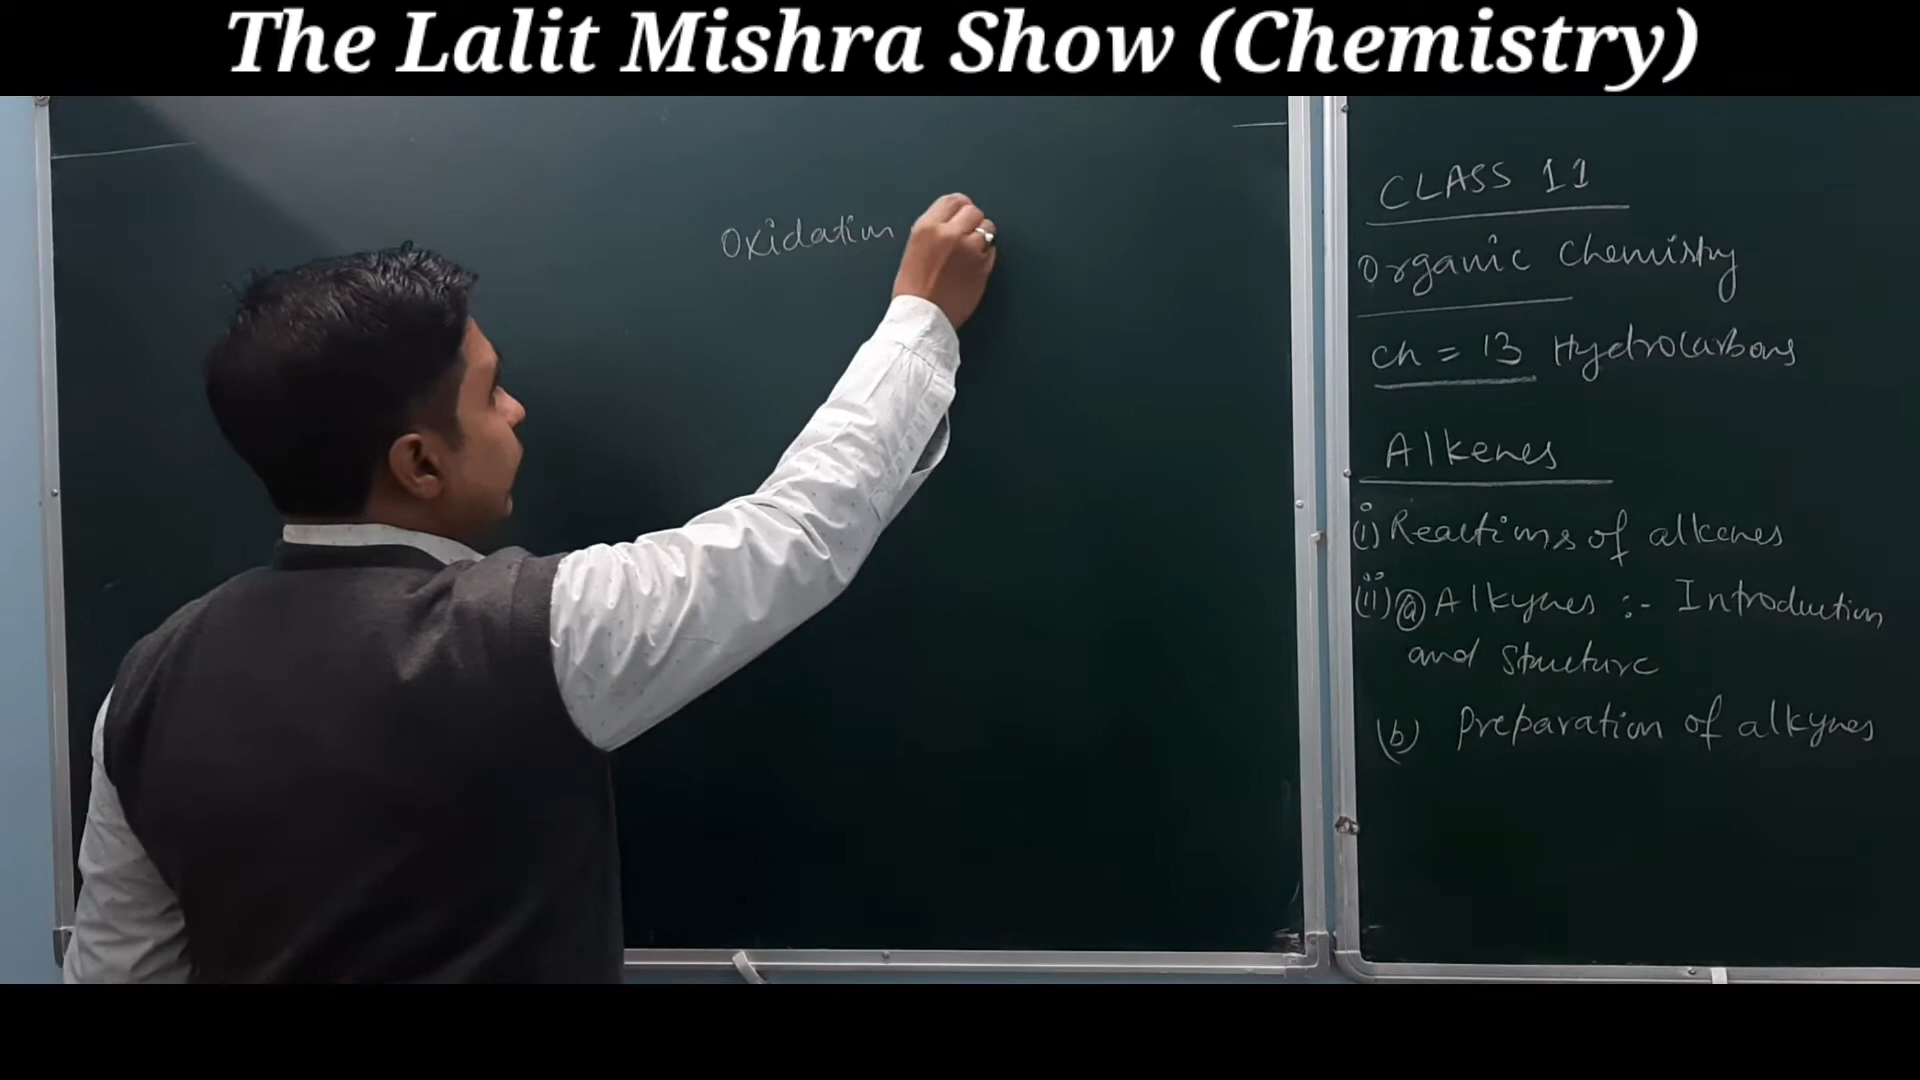 The Lalit Mishra Show (Chemistry)
Oxidation
CLASS 11
Organic Chemistry
Ch = 13 Hydrocarbons
Alkenes
(i) Reactions of alkenes
(ii) ⓐ Alkynes :- Introduction
and Structure
(b) Preparation of alkynes